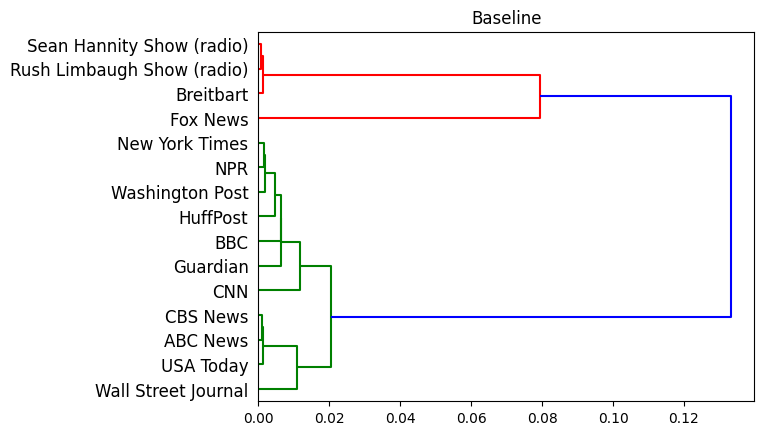 Baseline
Sean Hannity Show (radio)
Rush Limbaugh Show (radio)
Breitbart
Fox News
New York Times
NPR
Washington Post
HuffPost
BBC
Guardian
CNN
CBS News
ABC News
USA Today
Wall Street Journal
0.00 0.02 0.04 0.06 0.08 0.10 0.12